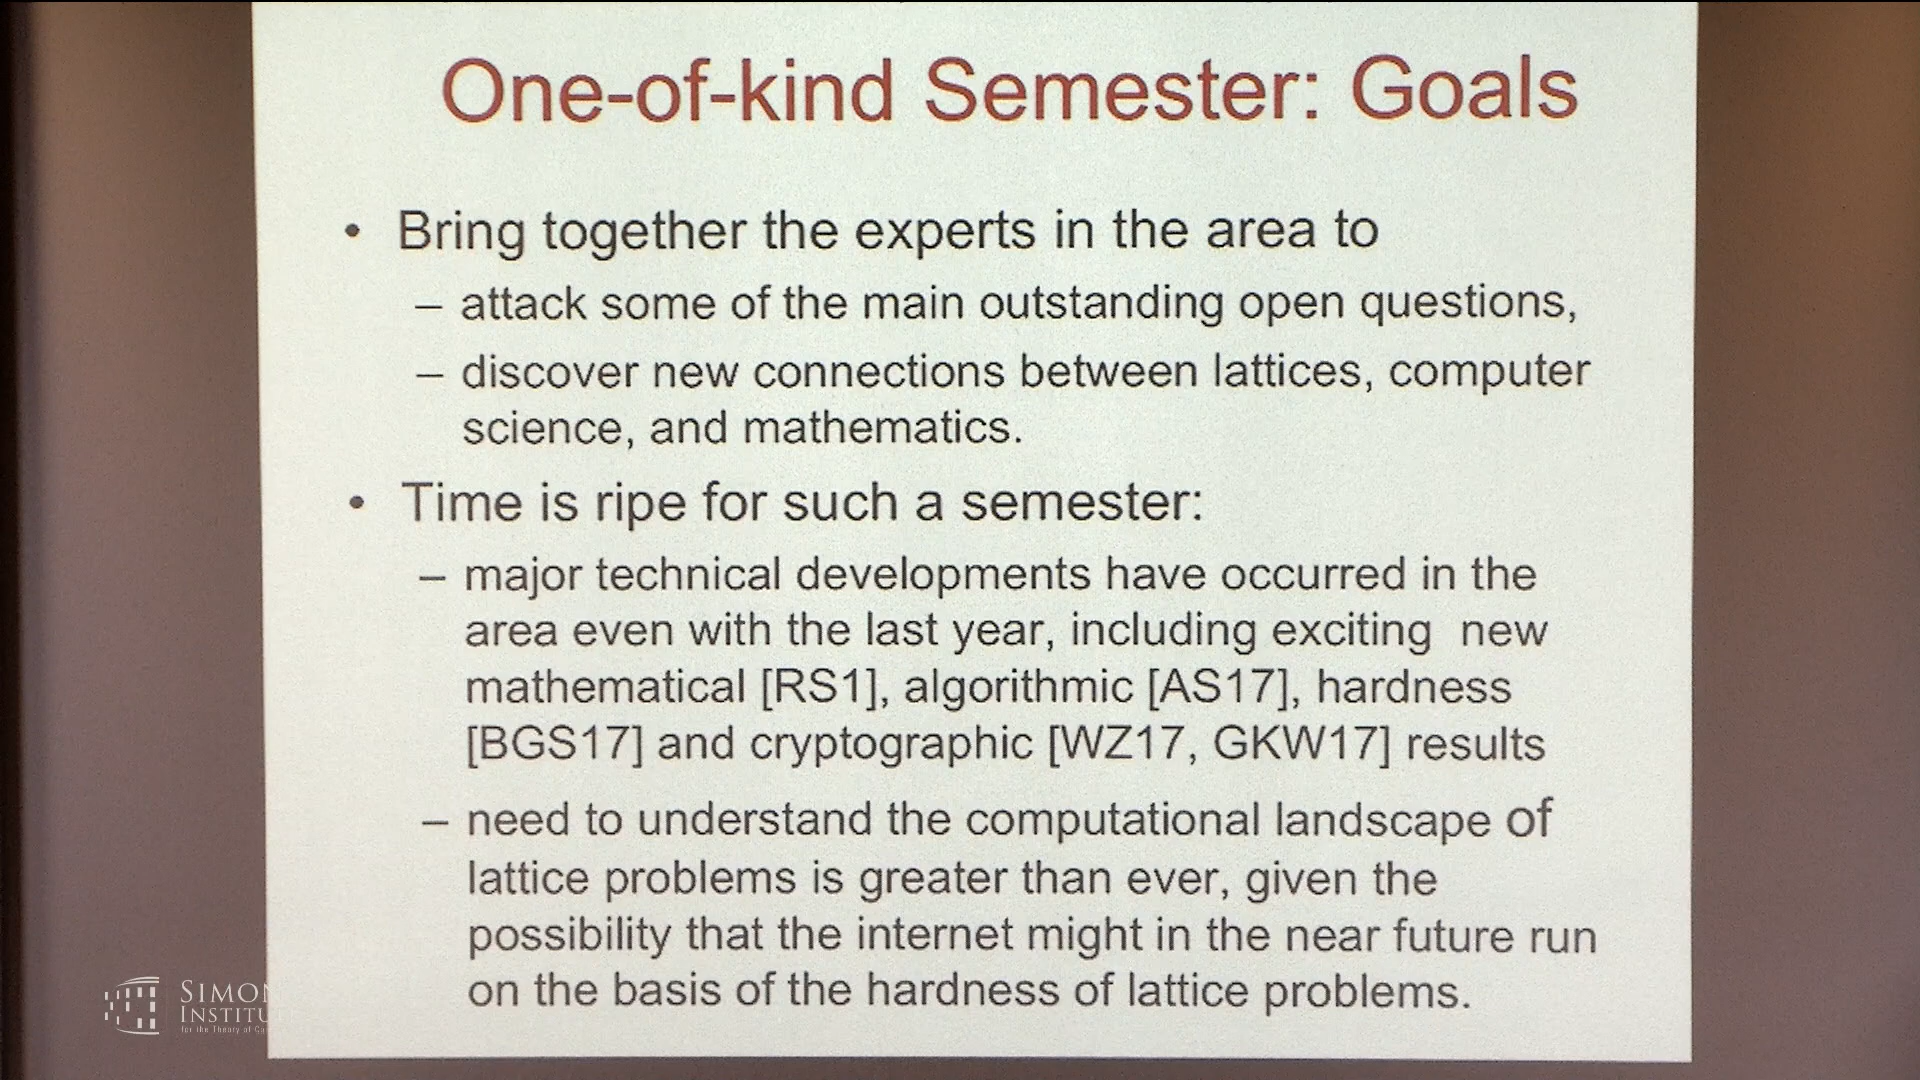 One-of-kind Semester: Goals
• Bring together the experts in the area to
– attack some of the main outstanding open questions,
– discover new connections between lattices, computer
science, and mathematics.
• Time is ripe for such a semester:
– major technical developments have occurred in the
area even with the last year, including exciting new
mathematical [RS1], algorithmic [AS17], hardness
[BGS17] and cryptographic [WZ17, GKW17] results
– need to understand the computational landscape of
lattice problems is greater than ever, given the
possibility that the internet might in the near future run
on the basis of the hardness of lattice problems.
SIMON
INSTITU
for the Theory of